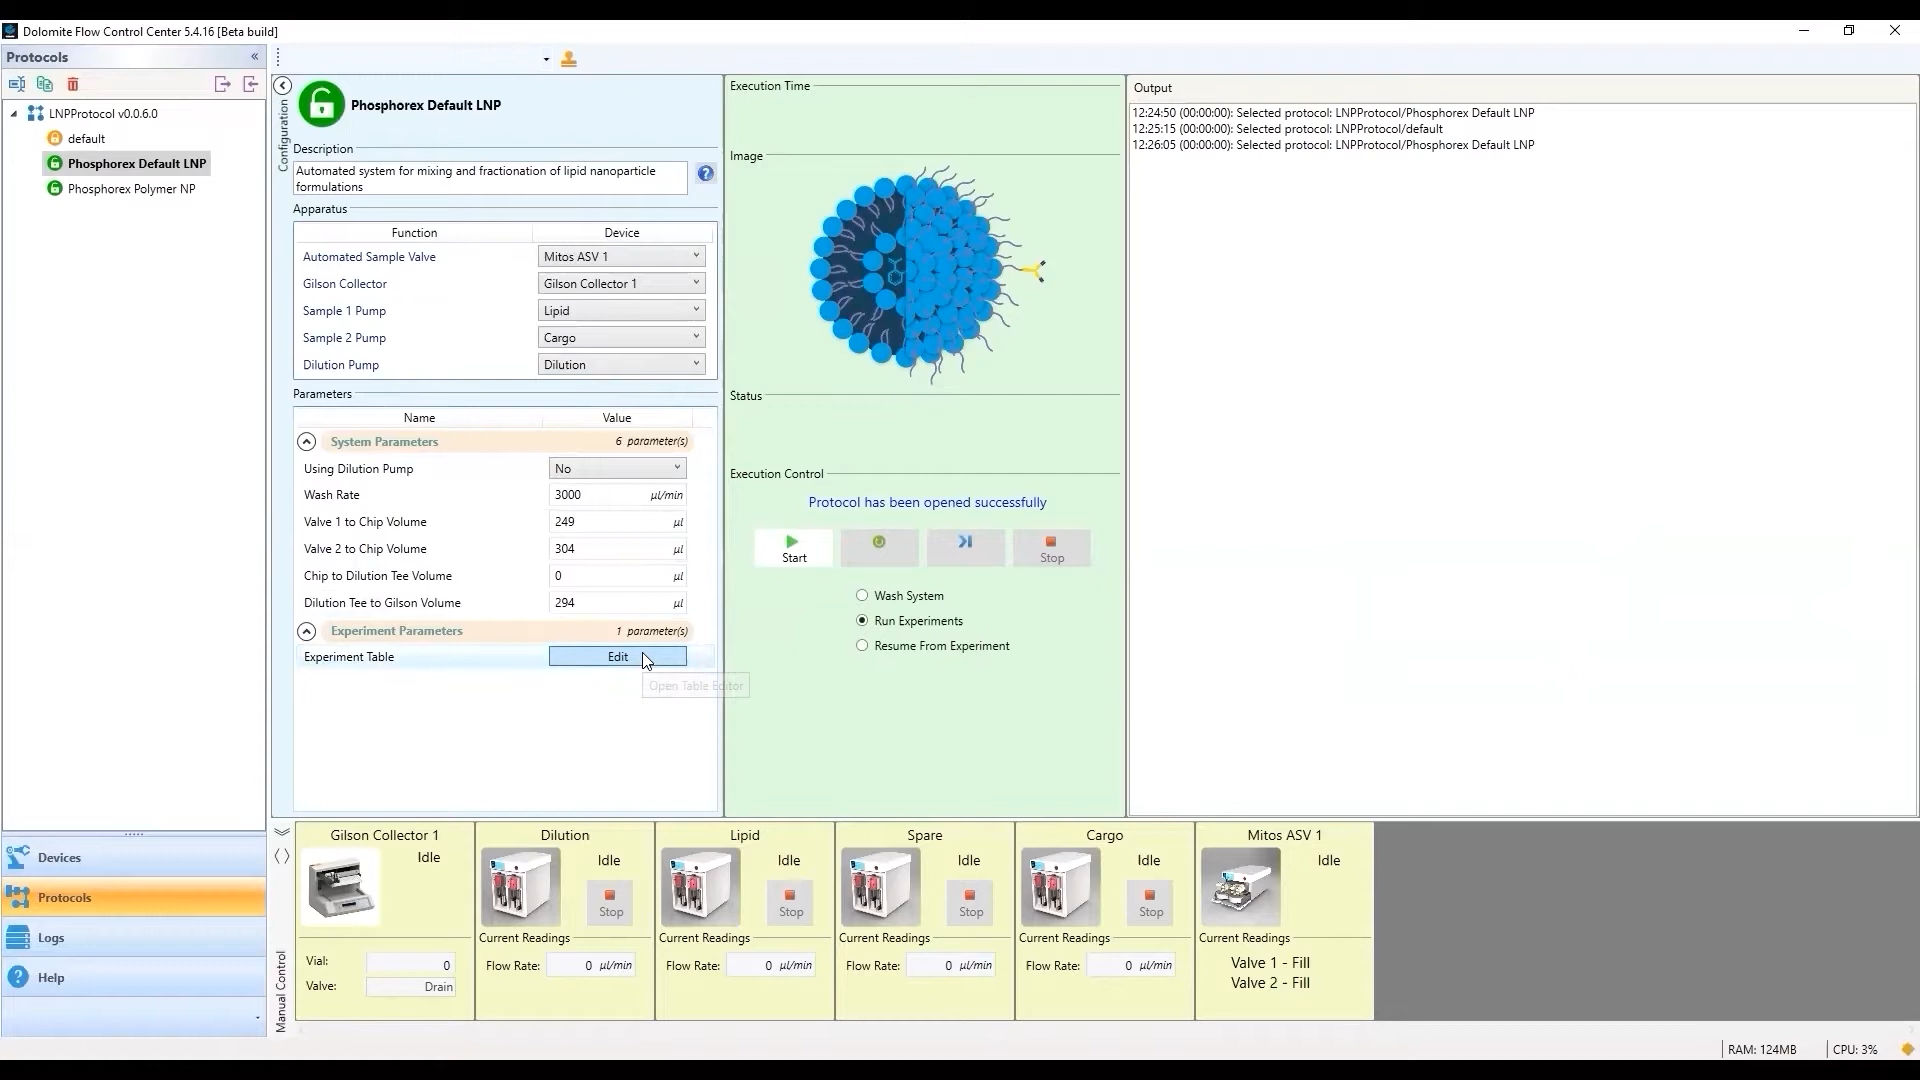 Dolomite Flow Control Center 5.4.16 [Beta build]
Protocols
LNPProtocol v0.0.6.0
default
Phosphorex Default LNP
Phosphorex Polymer NP
Devices
Protocols
Logs
Help
Configuration
Phosphorex Default LNP
Description
Automated system for mixing and fractionation of lipid nanoparticle
formulations
Apparatus
Function Device
Automated Sample Valve Mitos ASV 1
Gilson Collector Gilson Collector 1
Sample 1 Pump Lipid
Sample 2 Pump Cargo
Dilution Pump Dilution
Parameters
Name Value
System Parameters 6 parameter(s)
Using Dilution Pump No
Wash Rate 3000 µl/min
Valve 1 to Chip Volume 249 µl
Valve 2 to Chip Volume 304 µl
Chip to Dilution Tee Volume 0 µl
Dilution Tee to Gilson Volume 294 µl
Experiment Parameters 1 parameter(s)
Experiment Table Edit
Open Table Editor
Execution Time
Image
Status
Execution Control
Protocol has been opened successfully
Start
Stop
Wash System
Run Experiments
Resume From Experiment
Output
12:24:50 (00:00:00): Selected protocol: LNPProtocol/Phosphorex Default LNP
12:25:15 (00:00:00): Selected protocol: LNPProtocol/default
12:26:05 (00:00:00): Selected protocol: LNPProtocol/Phosphorex Default LNP
Manual Control
Gilson Collector 1
Idle
Vial: 0
Valve: Drain
Dilution
Idle
Stop
Current Readings
Flow Rate: 0 µl/min
Lipid
Idle
Stop
Current Readings
Flow Rate: 0 µl/min
Spare
Idle
Stop
Current Readings
Flow Rate: 0 µl/min
Cargo
Idle
Stop
Current Readings
Flow Rate: 0 µl/min
Mitos ASV 1
Idle
Current Readings
Valve 1 - Fill
Valve 2 - Fill
RAM: 124MB CPU: 3%